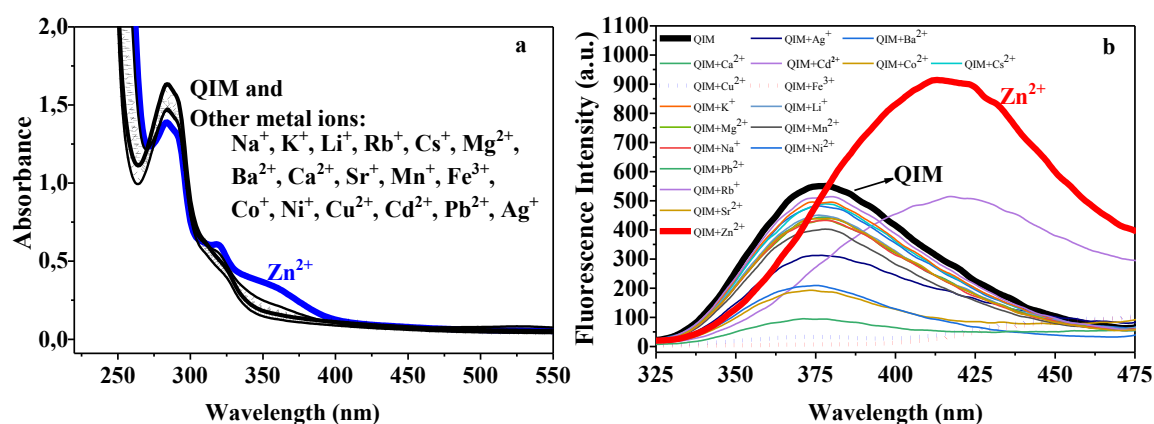 a
2,0
1.5
1.0
0.5
0,0
Absorbance
QIM and
Other metal ions:
Na⁺, K⁺, Li⁺, Rb⁺, Cs⁺, Mg²⁺,
Ba²⁺, Ca²⁺, Sr⁺, Mn⁺, Fe³⁺,
Co⁺, Ni⁺, Cu²⁺, Cd²⁺, Pb²⁺, Ag⁺
Zn²⁺
250 300 350 400 450 500 550
Wavelength (nm)
b
1100
1000
900
800
700
600
500
400
300
200
100
0
Fluorescence Intensity (a.u.)
QIM QIM+Ag⁺ QIM+Ba²⁺
QIM+Ca²⁺ QIM+Cd²⁺ QIM+Co²⁺ QIM+Cs⁺
QIM+Cu²⁺ QIM+Fe³⁺
QIM+K⁺ QIM+Li⁺
QIM+Mg²⁺ QIM+Mn²⁺
QIM+Na⁺ QIM+Ni²⁺
QIM+Pb²⁺
QIM+Rb⁺
QIM+Sr²⁺
QIM+Zn²⁺
Zn²⁺
QIM
325 350 375 400 425 450 475
Wavelength (nm)